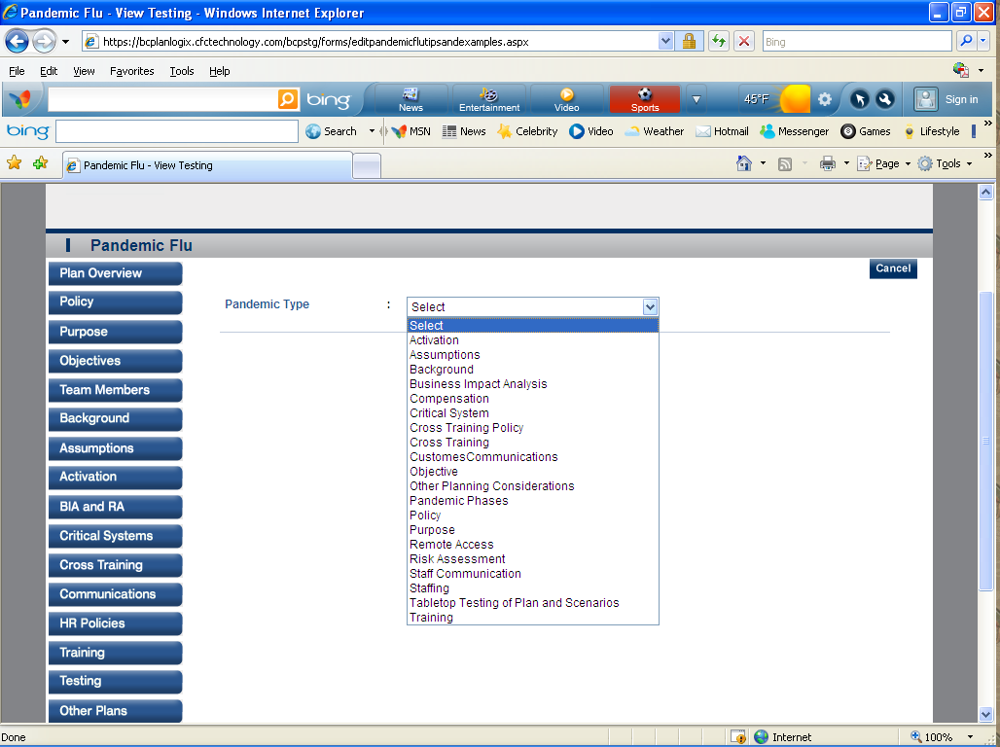 Pandemic Flu - View Testing - Windows Internet Explorer
https://bcplanlogix.cfctechnology.com/bcpstg/forms/editpandemicflutipsandexamples.aspx
Bing
File Edit View Favorites Tools Help
bing News Entertainment Video Sports 45°F Sign in
bing Search MSN News Celebrity Video Weather Hotmail Messenger Games Lifestyle
Pandemic Flu - View Testing
Page Tools
Pandemic Flu
Cancel
Plan Overview
Policy
Purpose
Objectives
Team Members
Background
Assumptions
Activation
BIA and RA
Critical Systems
Cross Training
Communications
HR Policies
Training
Testing
Other Plans
Pandemic Type : Select
Select
Activation
Assumptions
Background
Business Impact Analysis
Compensation
Critical System
Cross Training Policy
Cross Training
CustomesCommunications
Objective
Other Planning Considerations
Pandemic Phases
Policy
Purpose
Remote Access
Risk Assessment
Staff Communication
Staffing
Tabletop Testing of Plan and Scenarios
Training
Done Internet 100%